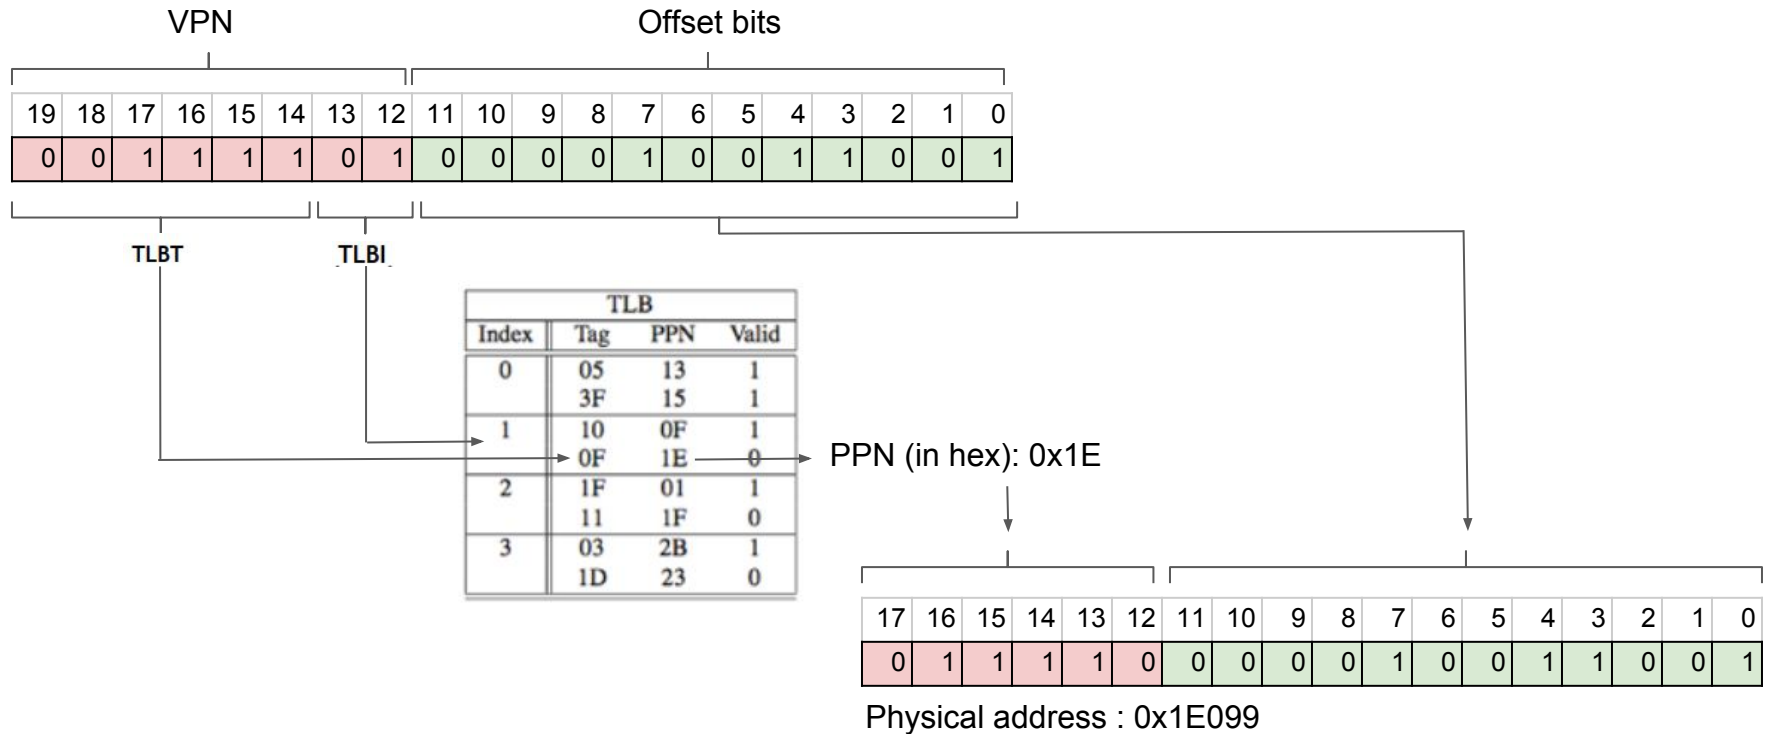 VPN Offset bits
19 18 17 16 15 14 13 12 11 10 9 8 7 6 5 4 3 2 1 0
0 0 1 1 1 1 0 1 0 0 0 0 1 0 0 1 1 0 0 1
TLBT TLBI
TLB
Index Tag PPN Valid
0 05 13 1
3F 15 1
1 10 0F 1
0F 1E 0
2 1F 01 1
11 1F 0
3 03 2B 1
1D 23 0
PPN (in hex): 0x1E
17 16 15 14 13 12 11 10 9 8 7 6 5 4 3 2 1 0
0 1 1 1 1 0 0 0 0 0 1 0 0 1 1 0 0 1
Physical address : 0x1E099